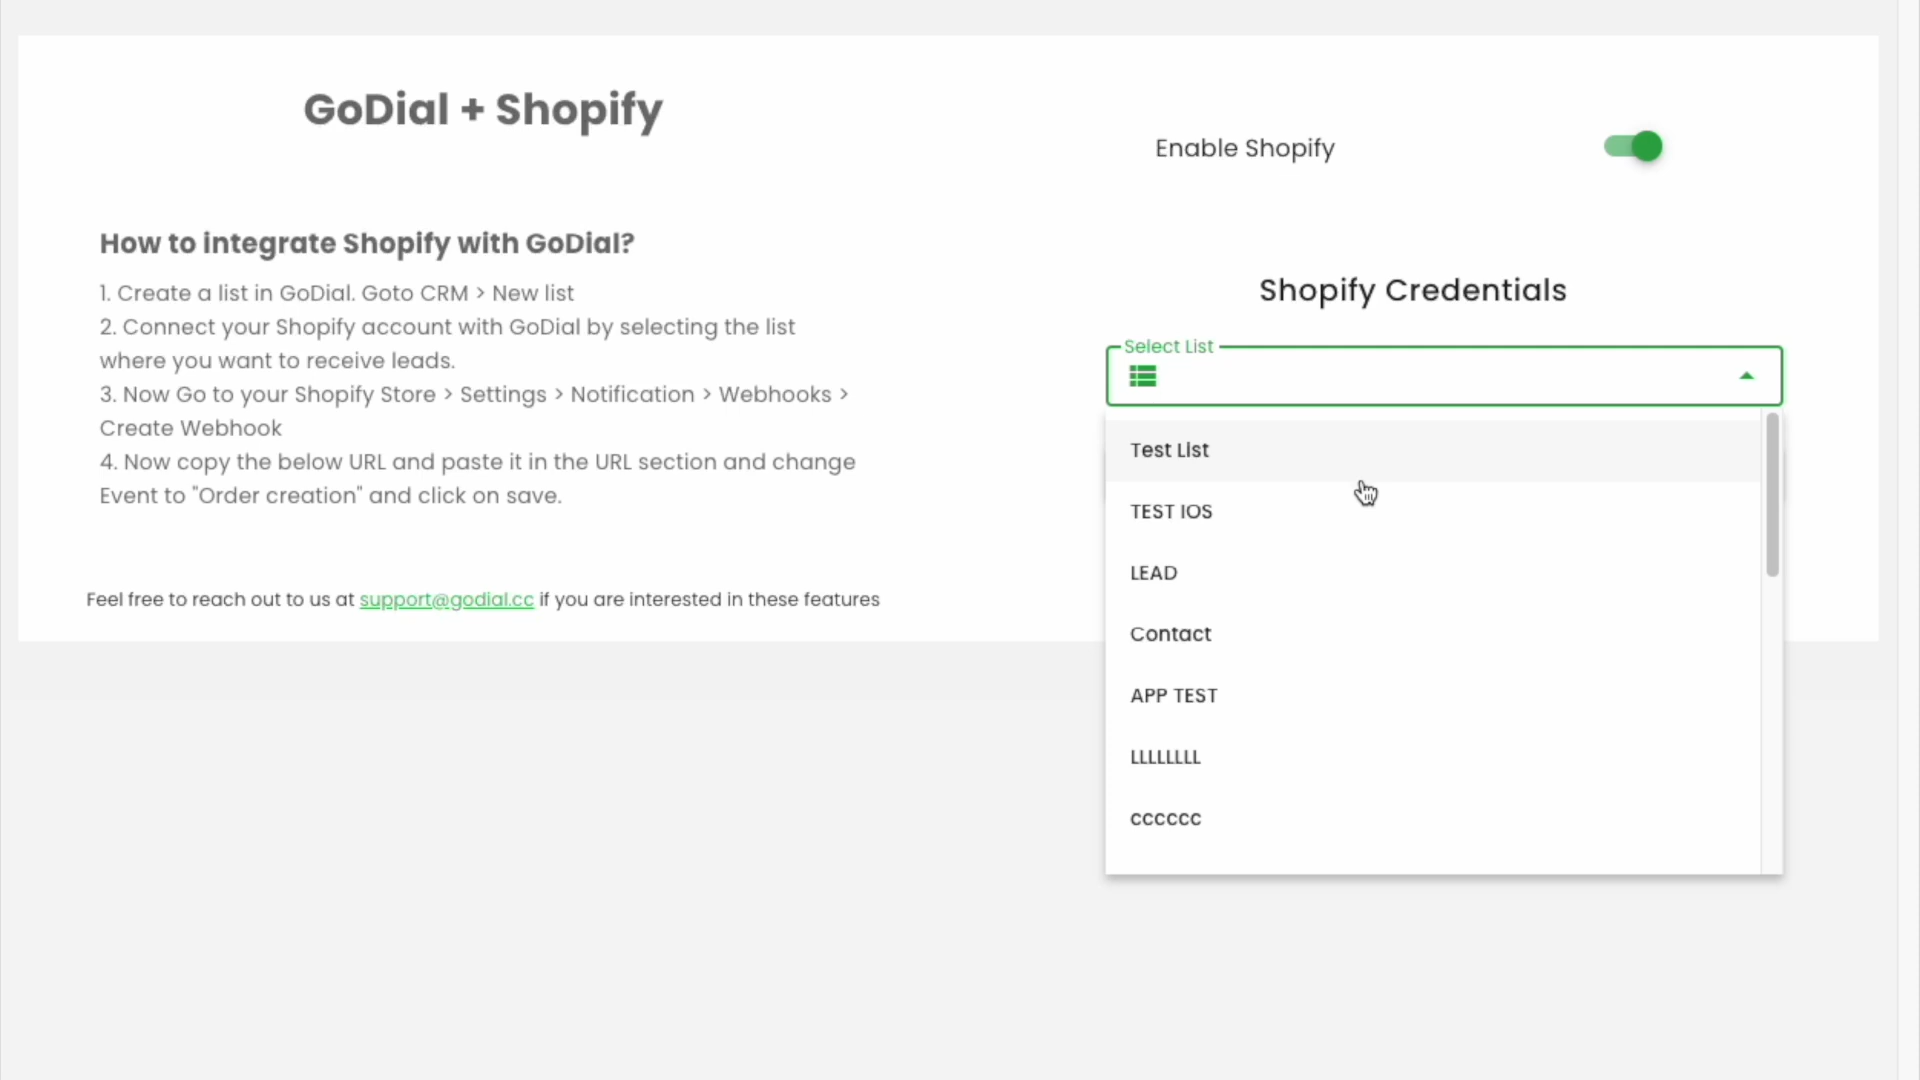 GoDial + Shopify
How to integrate Shopify with GoDial?
1. Create a list in GoDial. Goto CRM > New list
2. Connect your Shopify account with GoDial by selecting the list
where you want to receive leads.
3. Now Go to your Shopify Store > Settings > Notification > Webhooks >
Create Webhook
4. Now copy the below URL and paste it in the URL section and change
Event to "Order creation" and click on save.
Feel free to reach out to us at support@godial.cc if you are interested in these features
Enable Shopify
Shopify Credentials
Select List
Test List
TEST IOS
LEAD
Contact
APP TEST
LLLLLLLL
cccccc